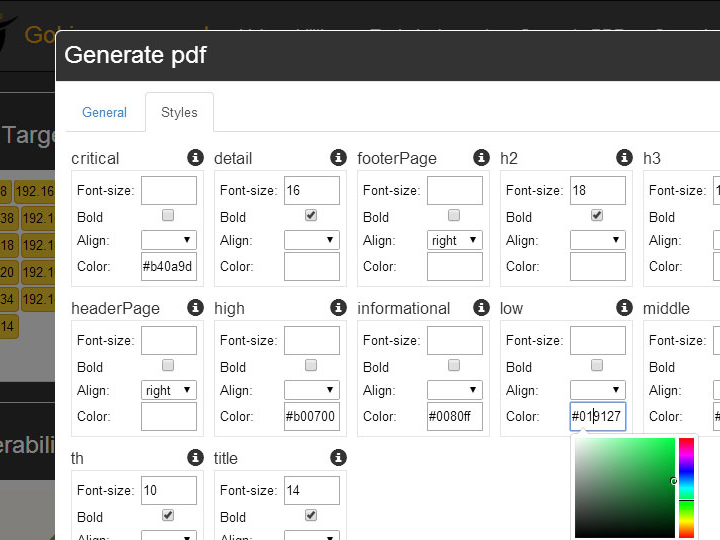 Generate pdf
General Styles
Targe
critical detail footerPage h2 h3
Font-size: Font-size: 16 Font-size: Font-size: 18 Font-size:
Bold Bold Bold Bold Bold
Align: Align: Align: right Align: Align:
Color: #b40a9d Color: Color: Color: Color:
8 192.16
38 192.1
18 192.1
20 192.1
34 192.1
14
headerPage high informational low middle
Font-size: Font-size: Font-size: Font-size: Font-size:
Bold Bold Bold Bold Bold
Align: right Align: Align: Align: Align:
Color: Color: #b00700 Color: #0080ff Color: #019127 Color: #
erabili
th title
Font-size: 10 Font-size: 14
Bold Bold
Align: Align: